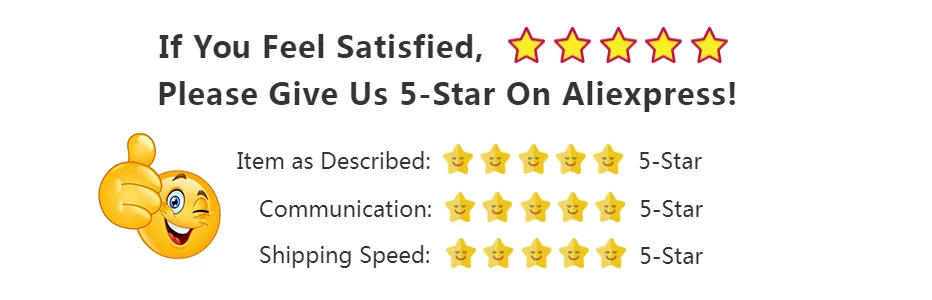 If You Feel Satisfied,
Please Give Us 5-Star On Aliexpress!
Item as Described: 5-Star
Communication: 5-Star
Shipping Speed: 5-Star